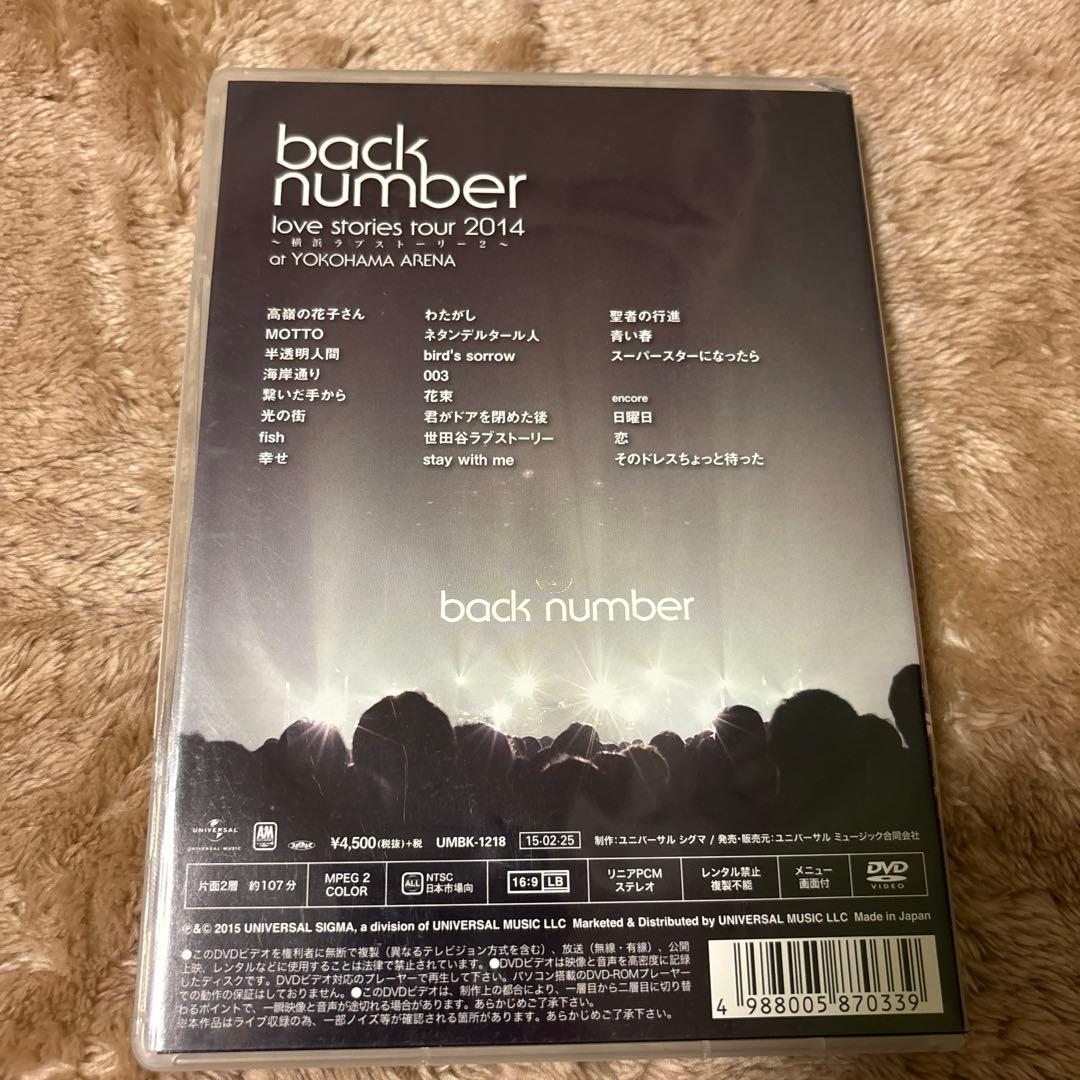 back
number
love stories tour 2014
～横浜ラブストーリー2～
at YOKOHAMA ARENA
高嶺の花子さん
MOTTO
半透明人間
海岸通り
繋いだ手から
光の街
fish
幸せ
わたがし
ネタンデルタール人
bird's sorrow
003
花束
君がドアを閉めた後
世田谷ラブストーリー
stay with me
聖者の行進
青い春
スーパースターになったら
encore
日曜日
恋
そのドレスちょっと待った
back number
UNIVERSAL
UNIVERSAL MUSIC
A&M
¥4,500(税抜)+税 UMBK-1218 15・02・25 制作：ユニバーサル シグマ / 発売・販売元：ユニバーサル ミュージック合同会社
片面2層 約107分
MPEG 2
COLOR
ALL
NTSC
日本市場向
16:9 LB
リニアPCM
ステレオ
レンタル禁止
複製不能
メニュー
画面付
DVD
VIDEO
℗&© 2015 UNIVERSAL SIGMA, a division of UNIVERSAL MUSIC LLC Marketed & Distributed by UNIVERSAL MUSIC LLC Made in Japan
●このDVDビデオを権利者に無断で複製（異なるテレビジョン方式を含む）、放送（無線・有線）、公開
上映、レンタルなどに使用することは法律で禁止されています。●DVDビデオは映像と音声を高密度に記録
したディスクです。DVDビデオ対応のプレーヤーで再生して下さい。パソコン搭載のDVD-ROMプレーヤー
での動作の保証はしておりません。●このDVDビデオは、制作上の都合により、一層目から二層目に切り替
わるポイントで、一瞬映像と音声が途切れる場合があります。あらかじめご了承下さい。
※本作品はライブ収録の為、一部ノイズ等が確認される箇所があります。あらかじめご了承下さい。
4 988005 870339